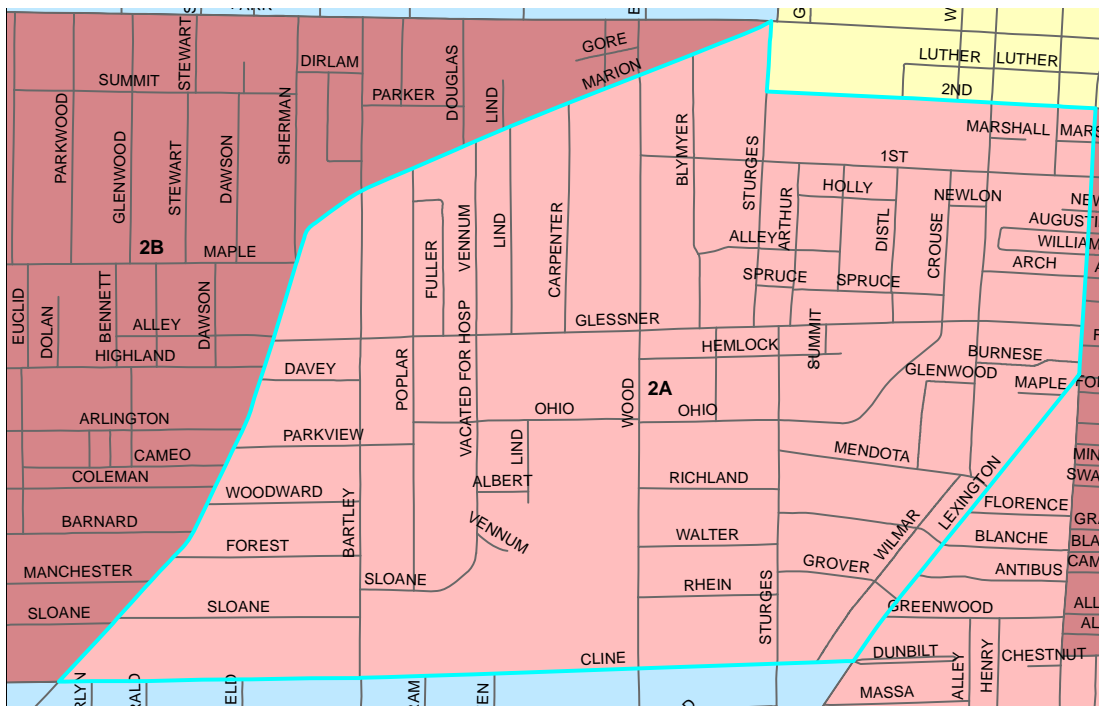 PARK
LUTHER LUTHER
2ND
GORE
MARION
DIRLAM
SUMMIT
STEWART
PARKER
DOUGLAS
LIND
PARKWOOD
GLENWOOD
STEWART
DAWSON
SHERMAN
BLYMYER
STURGES
MARSHALL
1ST
HOLLY
NEWLON
ARTHUR
DISTL
CROUSE
ALLEY
ARCH
SPRUCE SPRUCE
2B
MAPLE
FULLER
VENNUM
LIND
CARPENTER
EUCLID
DOLAN
BENNETT
ALLEY
DAWSON
HIGHLAND
GLESSNER
HEMLOCK
SUMMIT
BURNESE
GLENWOOD
MAPLE
DAVEY
POPLAR
VACATED FOR HOSP
2A
WOOD
OHIO
OHIO
ARLINGTON
CAMEO
COLEMAN
PARKVIEW
LIND
ALBERT
MENDOTA
RICHLAND
LEXINGTON
WOODWARD
BARNARD
BARTLEY
VENNUM
WILMAR
FLORENCE
FOREST
WALTER
BLANCHE
MANCHESTER
SLOANE
GROVER
ANTIBUS
SLOANE
SLOANE
RHEIN
STURGES
GREENWOOD
CLINE
DUNBILT
ALLEY
HENRY
CHESTNUT
MASSA